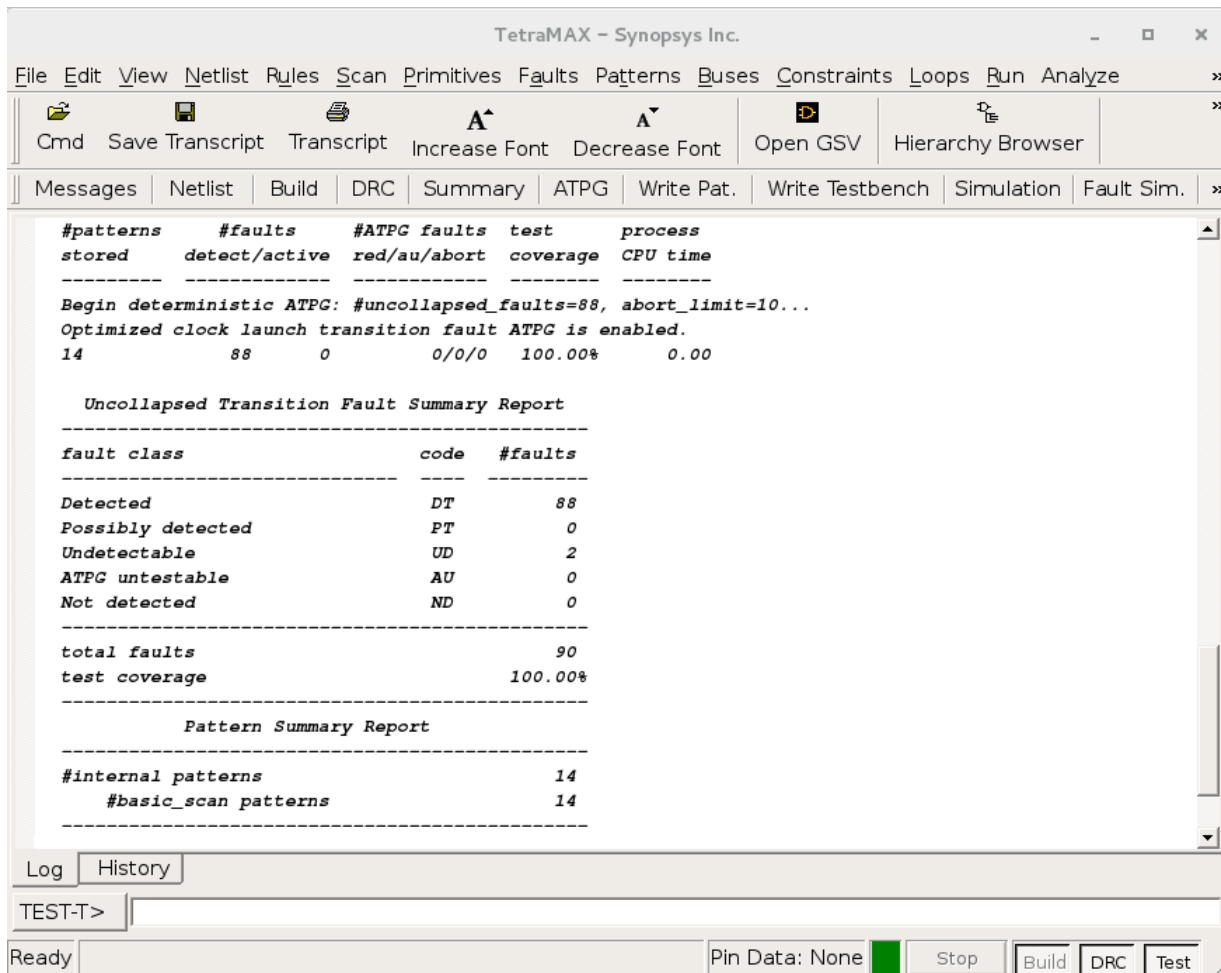 TetraMAX – Synopsys Inc.
File Edit View Netlist Rules Scan Primitives Faults Patterns Buses Constraints Loops Run Analyze »
Cmd Save Transcript Transcript Increase Font Decrease Font Open GSV Hierarchy Browser »
Messages Netlist Build DRC Summary ATPG Write Pat. Write Testbench Simulation Fault Sim. »
#patterns #faults #ATPG faults test process
stored detect/active red/au/abort coverage CPU time
--------- ------------- ------------ -------- --------
Begin deterministic ATPG: #uncollapsed_faults=88, abort_limit=10...
Optimized clock launch transition fault ATPG is enabled.
14 88 0 0/0/0 100.00% 0.00
Uncollapsed Transition Fault Summary Report
-----------------------------------------------
fault class code #faults
------------------------------ ---- ---------
Detected DT 88
Possibly detected PT 0
Undetectable UD 2
ATPG untestable AU 0
Not detected ND 0
-----------------------------------------------
total faults 90
test coverage 100.00%
-----------------------------------------------
Pattern Summary Report
-----------------------------------------------
#internal patterns 14
#basic_scan patterns 14
-----------------------------------------------
Log History
TEST-T>
Ready Pin Data: None Stop Build DRC Test